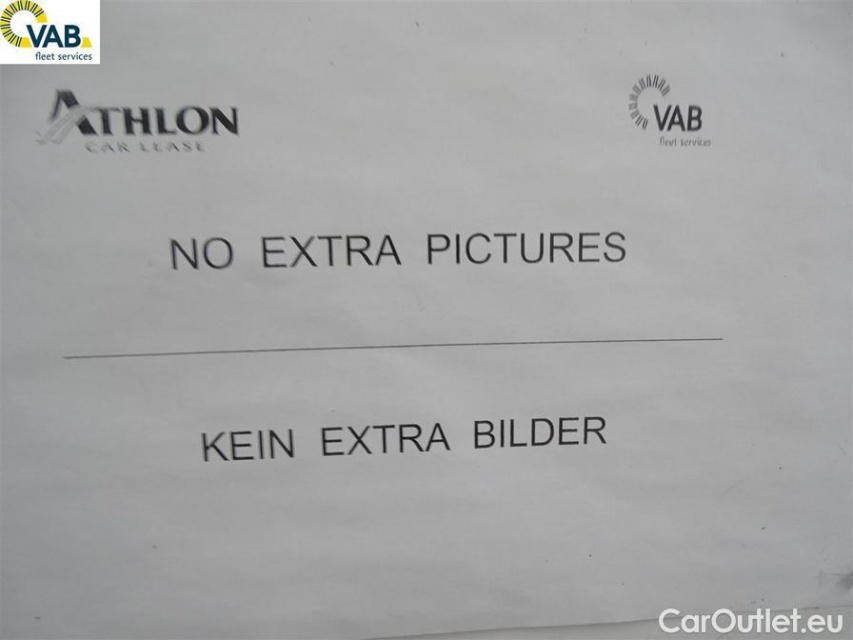 VAB
fleet services
ATHLON
CAR LEASE
VAB
fleet services
NO EXTRA PICTURES
KEIN EXTRA BILDER
CarOutlet.eu